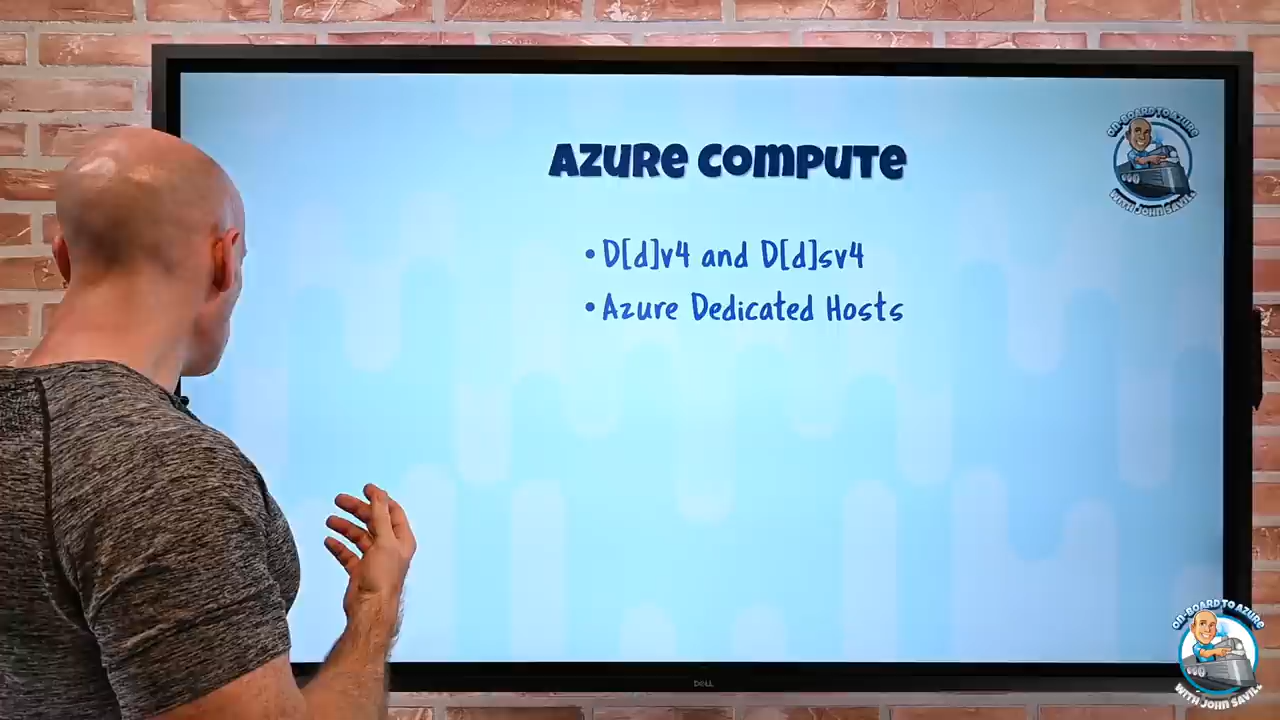 ON-BOARD TO AZURE
WITH JOHN SAVILL
AZURE COMPUTE
•D[d]v4 and D[d]sv4
•Azure Dedicated Hosts
DELL
ON-BOARD TO AZURE
WITH JOHN SAVILL